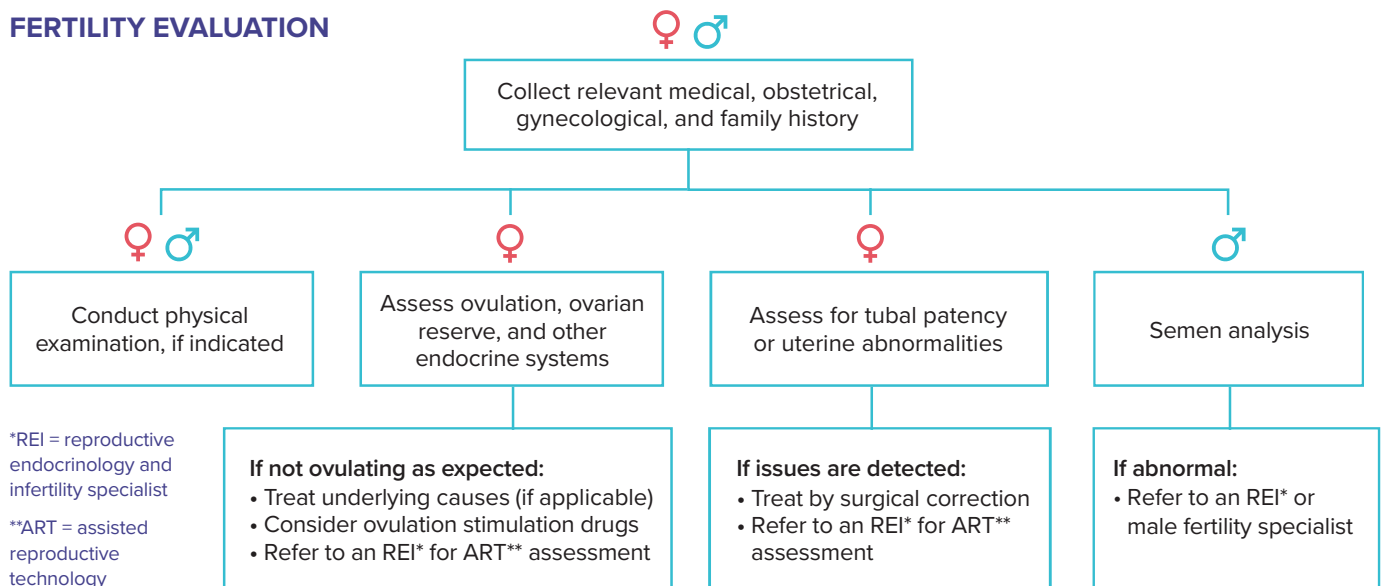 FERTILITY EVALUATION
Collect relevant medical, obstetrical,
gynecological, and family history
Conduct physical
examination, if indicated
Assess ovulation, ovarian
reserve, and other
endocrine systems
Assess for tubal patency
or uterine abnormalities
Semen analysis
*REI = reproductive
endocrinology and
infertility specialist
**ART = assisted
reproductive
technology
If not ovulating as expected:
• Treat underlying causes (if applicable)
• Consider ovulation stimulation drugs
• Refer to an REI* for ART** assessment
If issues are detected:
• Treat by surgical correction
• Refer to an REI* for ART**
assessment
If abnormal:
• Refer to an REI* or
male fertility specialist